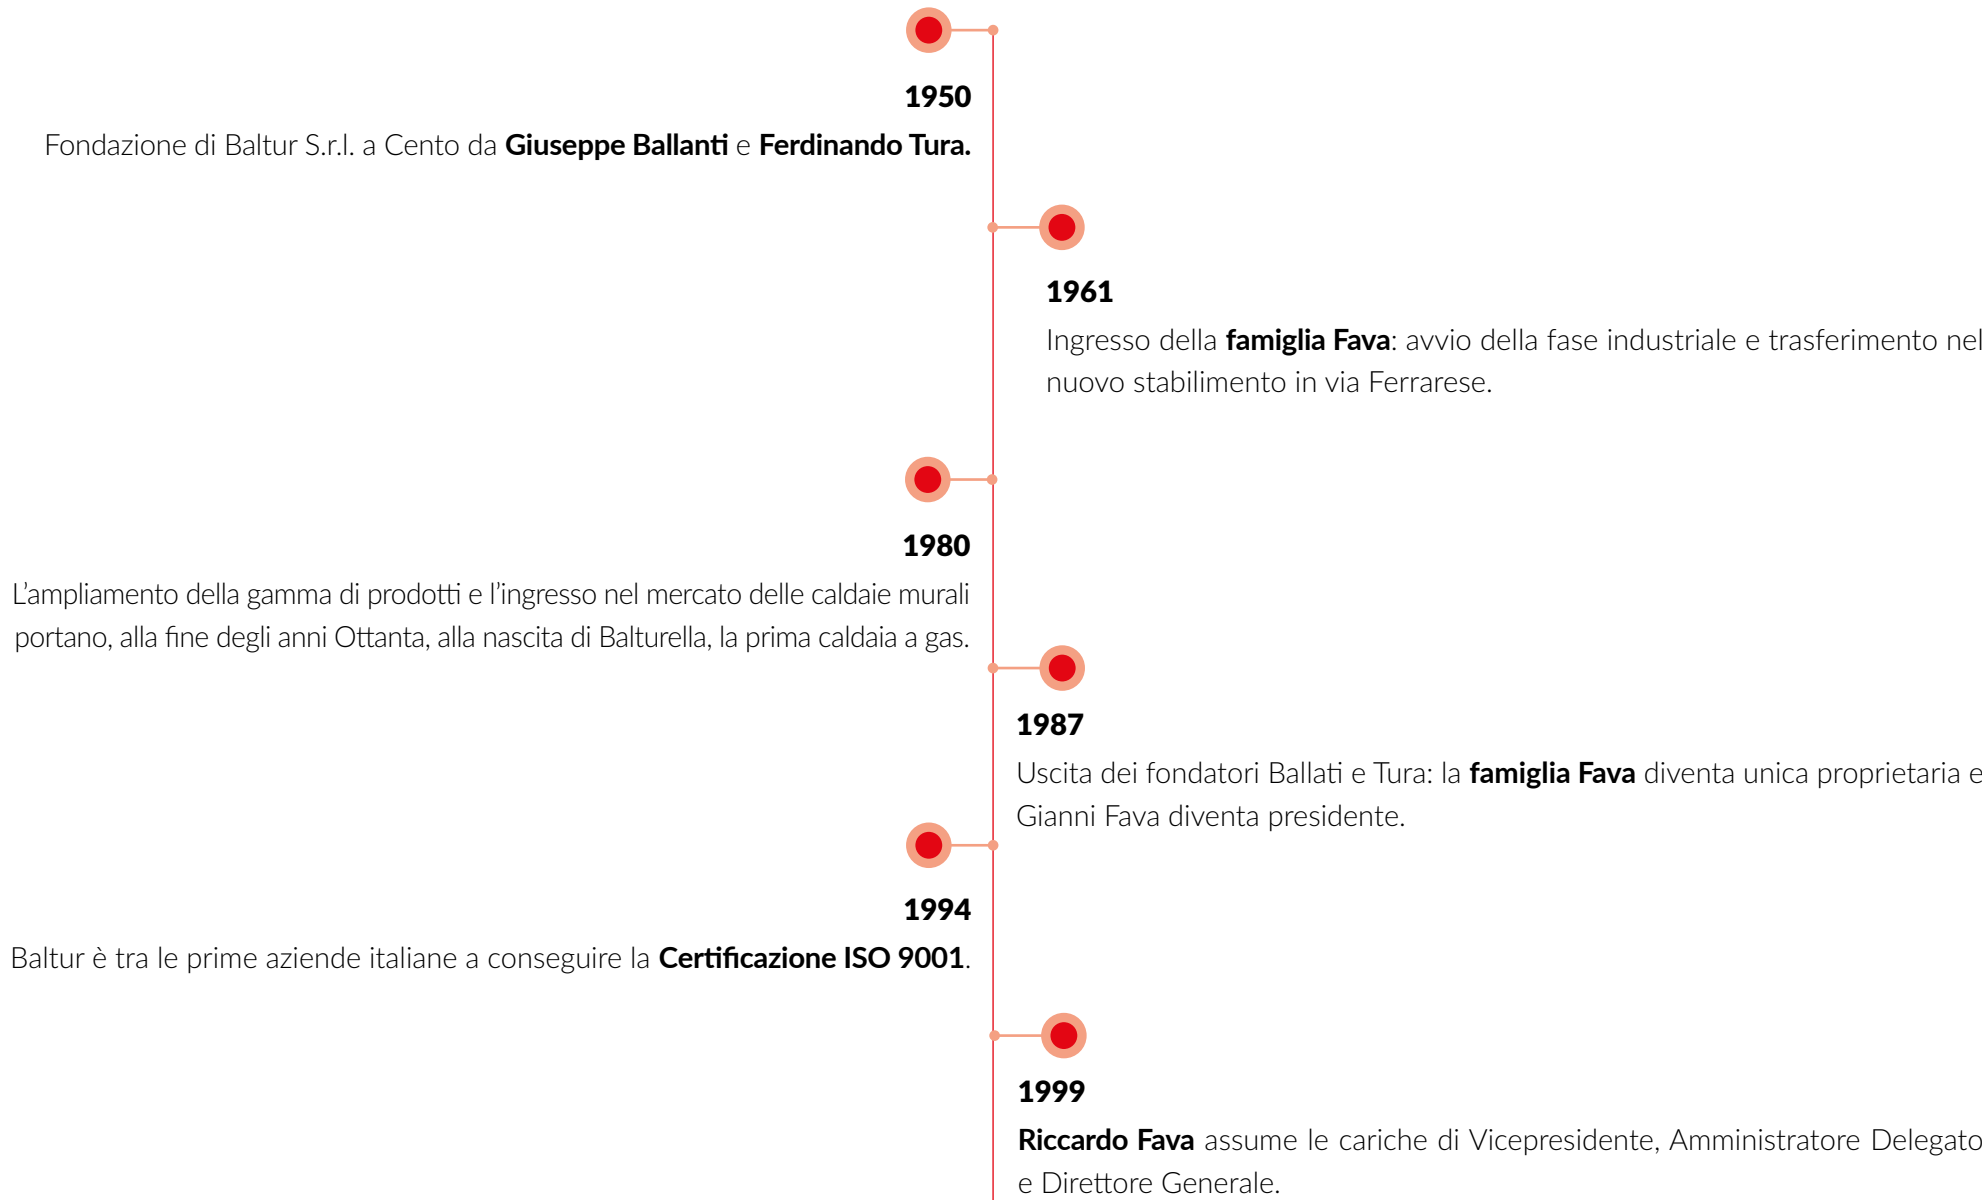 1950
Fondazione di Baltur S.r.l. a Cento da Giuseppe Ballanti e Ferdinando Tura.
1961
Ingresso della famiglia Fava: avvio della fase industriale e trasferimento nel
nuovo stabilimento in via Ferrarese.
1980
L’ampliamento della gamma di prodotti e l’ingresso nel mercato delle caldaie murali
portano, alla fine degli anni Ottanta, alla nascita di Balturella, la prima caldaia a gas.
1987
Uscita dei fondatori Ballati e Tura: la famiglia Fava diventa unica proprietaria e
Gianni Fava diventa presidente.
1994
Baltur è tra le prime aziende italiane a conseguire la Certificazione ISO 9001.
1999
Riccardo Fava assume le cariche di Vicepresidente, Amministratore Delegato
e Direttore Generale.